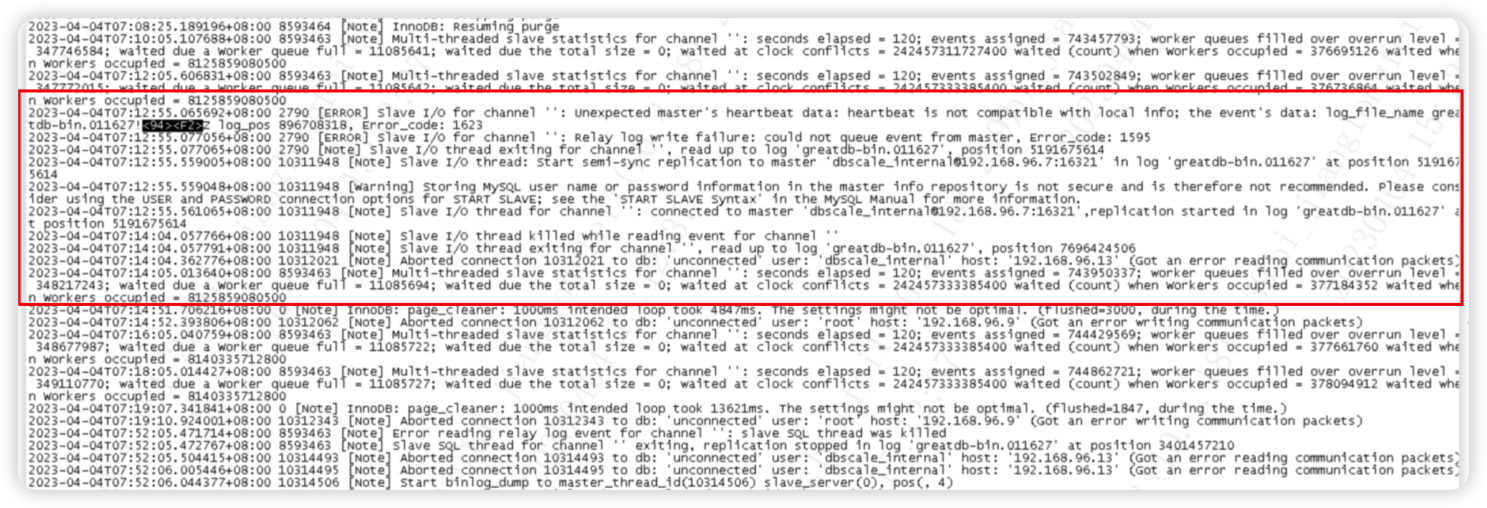 2023-04-04T07:08:25.189196+08:00 8593464 [Note] InnoDB: Resuming purge
2023-04-04T07:10:05.107688+08:00 8593463 [Note] Multi-threaded slave statistics for channel '': seconds elapsed = 120; events assigned = 743457793; worker queues filled over overrun level =
347746584; waited due a Worker queue full = 11085641; waited due the total size = 0; waited at clock conflicts = 242457311727400 waited (count) when Workers occupied = 376695126 waited whe
n Workers occupied = 8125859080500
2023-04-04T07:12:05.606831+08:00 8593463 [Note] Multi-threaded slave statistics for channel '': seconds elapsed = 120; events assigned = 743502849; worker queues filled over overrun level =
347772015; waited due a Worker queue full = 11085642; waited due the total size = 0; waited at clock conflicts = 242457333385400 waited (count) when Workers occupied = 376736864 waited whe
n Workers occupied = 8125859080500
2023-04-04T07:12:55.065692+08:00 2790 [ERROR] Slave I/O for channel '': Unexpected master's heartbeat data: heartbeat is not compatible with local info; the event's data: log_file_name grea
tdb-bin.011627!<94><F2>Z log_pos 896708318, Error_code: 1623
2023-04-04T07:12:55.077056+08:00 2790 [ERROR] Slave I/O for channel '': Relay log write failure: could not queue event from master, Error_code: 1595
2023-04-04T07:12:55.077065+08:00 2790 [Note] Slave I/O thread exiting for channel '', read up to log 'greatdb-bin.011627', position 5191675614
2023-04-04T07:12:55.559005+08:00 10311948 [Note] Slave I/O thread: Start semi-sync replication to master 'dbscale_internal@192.168.96.7:16321' in log 'greatdb-bin.011627' at position 519167
5614
2023-04-04T07:12:55.559048+08:00 10311948 [Warning] Storing MySQL user name or password information in the master info repository is not secure and is therefore not recommended. Please cons
ider using the USER and PASSWORD connection options for START SLAVE; see the 'START SLAVE Syntax' in the MySQL Manual for more information.
2023-04-04T07:12:55.561065+08:00 10311948 [Note] Slave I/O thread for channel '': connected to master 'dbscale_internal@192.168.96.7:16321',replication started in log 'greatdb-bin.011627' a
t position 5191675614
2023-04-04T07:14:04.057766+08:00 10311948 [Note] Slave I/O thread killed while reading event for channel ''
2023-04-04T07:14:04.057791+08:00 10311948 [Note] Slave I/O thread exiting for channel '', read up to log 'greatdb-bin.011627', position 7696424506
2023-04-04T07:14:04.362776+08:00 10312021 [Note] Aborted connection 10312021 to db: 'unconnected' user: 'dbscale_internal' host: '192.168.96.13' (Got an error reading communication packets)
2023-04-04T07:14:05.013640+08:00 8593463 [Note] Multi-threaded slave statistics for channel '': seconds elapsed = 120; events assigned = 743950337; worker queues filled over overrun level =
348217243; waited due a Worker queue full = 11085694; waited due the total size = 0; waited at clock conflicts = 242457333385400 waited (count) when Workers occupied = 377184352 waited whe
n Workers occupied = 8125859080500
2023-04-04T07:14:51.706216+08:00 0 [Note] InnoDB: page_cleaner: 1000ms intended loop took 4847ms. The settings might not be optimal. (flushed=3000, during the time.)
2023-04-04T07:14:52.393806+08:00 10312062 [Note] Aborted connection 10312062 to db: 'unconnected' user: 'root' host: '192.168.96.9' (Got an error writing communication packets)
2023-04-04T07:16:05.040759+08:00 8593463 [Note] Multi-threaded slave statistics for channel '': seconds elapsed = 120; events assigned = 744429569; worker queues filled over overrun level =
348677987; waited due a Worker queue full = 11085722; waited due the total size = 0; waited at clock conflicts = 242457333385400 waited (count) when Workers occupied = 377661760 waited whe
n Workers occupied = 8140335712800
2023-04-04T07:18:05.014427+08:00 8593463 [Note] Multi-threaded slave statistics for channel '': seconds elapsed = 120; events assigned = 744862721; worker queues filled over overrun level =
349110770; waited due a Worker queue full = 11085727; waited due the total size = 0; waited at clock conflicts = 242457333385400 waited (count) when Workers occupied = 378094912 waited whe
n Workers occupied = 8140335712800
2023-04-04T07:19:07.341841+08:00 0 [Note] InnoDB: page_cleaner: 1000ms intended loop took 13621ms. The settings might not be optimal. (flushed=1847, during the time.)
2023-04-04T07:19:10.924001+08:00 10312343 [Note] Aborted connection 10312343 to db: 'unconnected' user: 'root' host: '192.168.96.9' (Got an error writing communication packets)
2023-04-04T07:52:05.471714+08:00 8593463 [Note] Error reading relay log event for channel '': slave SQL thread was killed
2023-04-04T07:52:05.472767+08:00 8593463 [Note] Slave SQL thread for channel '' exiting, replication stopped in log 'greatdb-bin.011627' at position 3401457210
2023-04-04T07:52:05.504415+08:00 10314493 [Note] Aborted connection 10314493 to db: 'unconnected' user: 'dbscale_internal' host: '192.168.96.13' (Got an error reading communication packets)
2023-04-04T07:52:06.005446+08:00 10314495 [Note] Aborted connection 10314495 to db: 'unconnected' user: 'dbscale_internal' host: '192.168.96.13' (Got an error reading communication packets)
2023-04-04T07:52:06.044377+08:00 10314506 [Note] Start binlog_dump to master_thread_id(10314506) slave_server(0), pos(, 4)